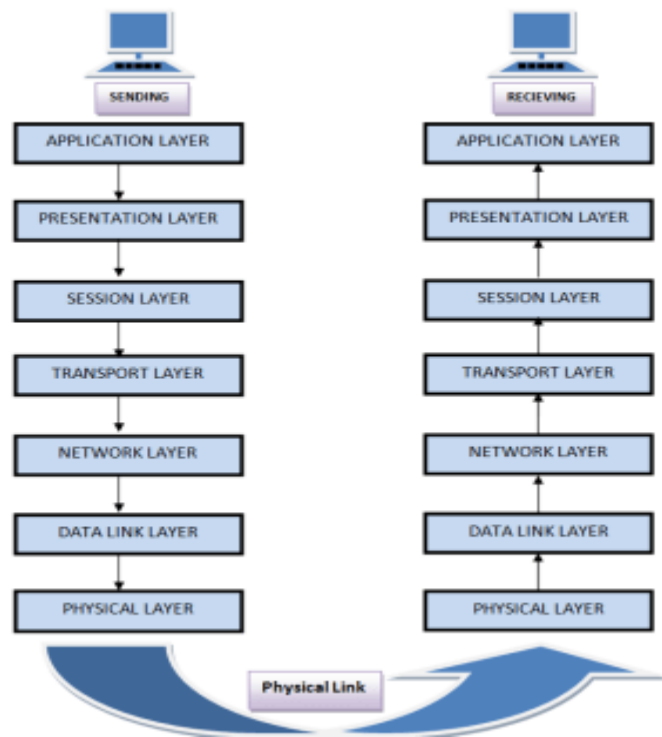 SENDING
APPLICATION LAYER
PRESENTATION LAYER
SESSION LAYER
TRANSPORT LAYER
NETWORK LAYER
DATA LINK LAYER
PHYSICAL LAYER
RECIEVING
APPLICATION LAYER
PRESENTATION LAYER
SESSION LAYER
TRANSPORT LAYER
NETWORK LAYER
DATA LINK LAYER
PHYSICAL LAYER
Physical Link